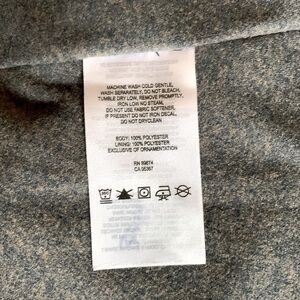 MACHINE WASH COLD GENTLE,
WASH SEPARATELY, DO NOT BLEACH,
TUMBLE DRY LOW, REMOVE PROMPTLY,
IRON LOW NO STEAM,
DO NOT USE FABRIC SOFTENER,
IF PRESENT DO NOT IRON DECAL,
DO NOT DRYCLEAN
BODY: 100% POLYESTER
LINING: 100% POLYESTER
EXCLUSIVE OF ORNAMENTATION
RN 99674
CA 05367